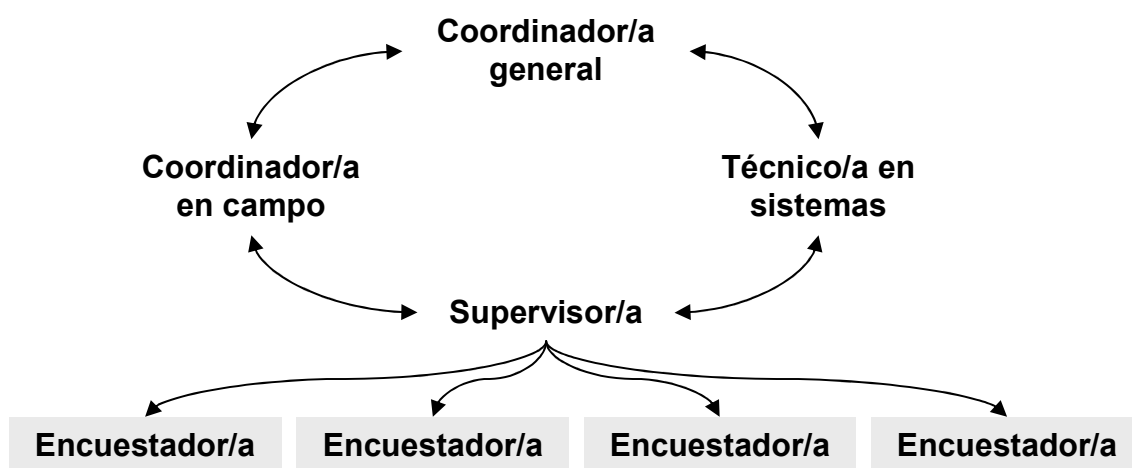 Coordinador/a
general
Coordinador/a
en campo
Técnico/a en
sistemas
Supervisor/a
Encuestador/a
Encuestador/a
Encuestador/a
Encuestador/a